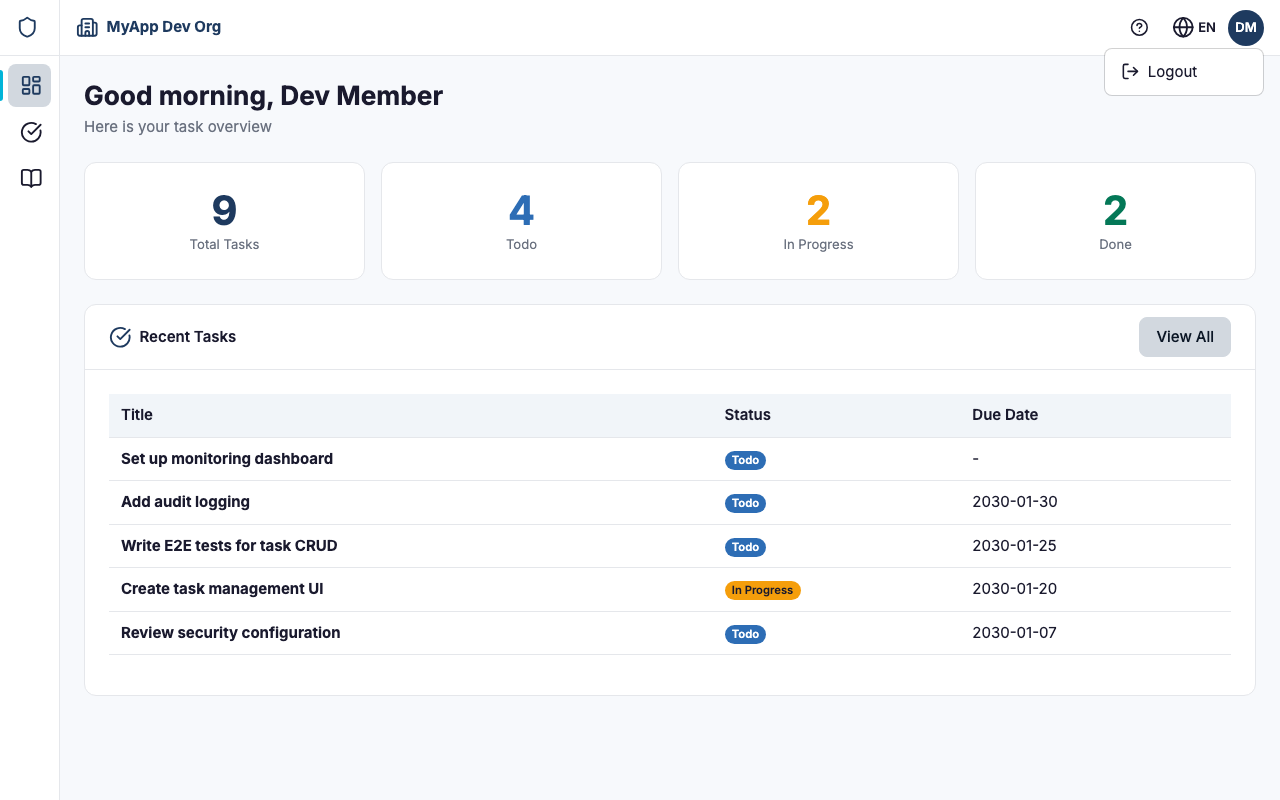 MyApp Dev Org
EN
DM
Logout
Good morning, Dev Member
Here is your task overview
9
Total Tasks
4
Todo
2
In Progress
2
Done
Recent Tasks
View All
Title Status Due Date
Set up monitoring dashboard Todo -
Add audit logging Todo 2030-01-30
Write E2E tests for task CRUD Todo 2030-01-25
Create task management UI In Progress 2030-01-20
Review security configuration Todo 2030-01-07